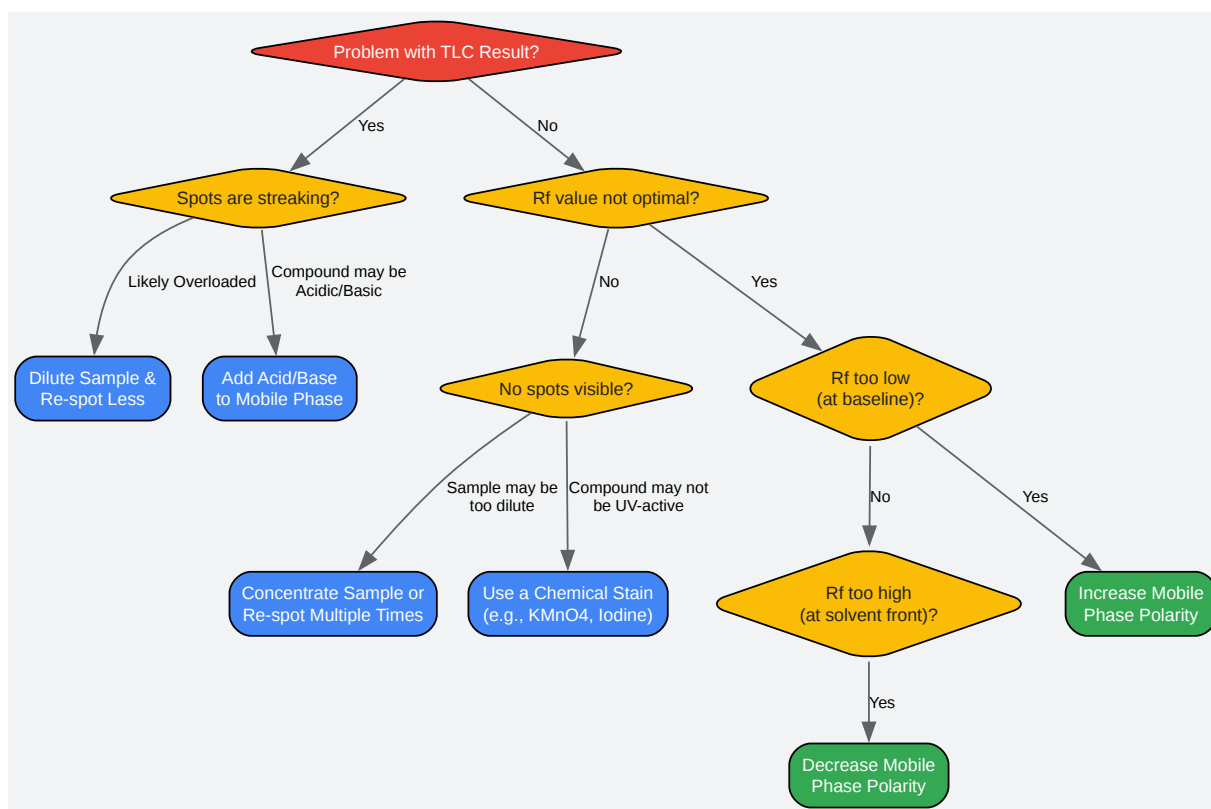 Problem with TLC Result?
Yes
No
Spots are streaking?
Rf value not optimal?
Likely Overloaded
Compound may be
Acidic/Basic
No
Yes
Dilute Sample &
Re-spot Less
Add Acid/Base
to Mobile Phase
No spots visible?
Rf too low
(at baseline)?
Sample may be
too dilute
Compound may not
be UV-active
No
Yes
Concentrate Sample or
Re-spot Multiple Times
Use a Chemical Stain
(e.g., KMnO4, Iodine)
Rf too high
(at solvent front)?
Increase Mobile
Phase Polarity
Yes
Decrease Mobile
Phase Polarity